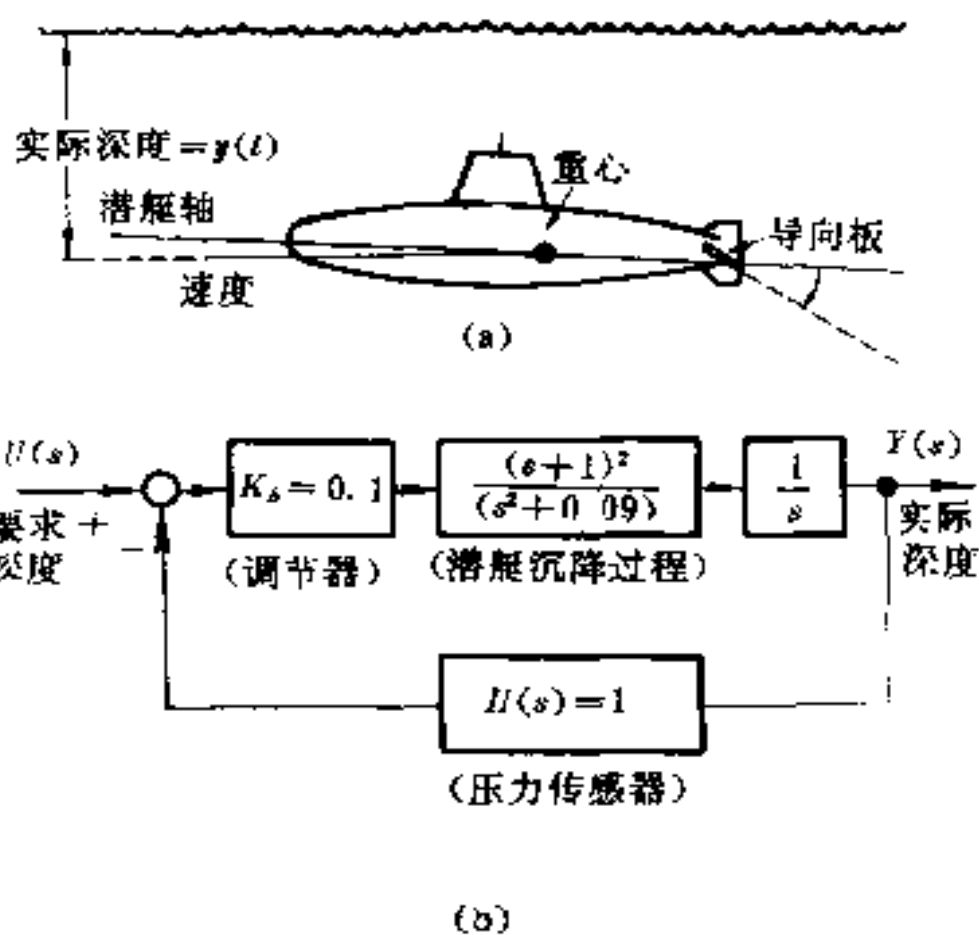 实际深度=y(t)
潜艇轴
重心
导向板
速度
(a)
U(s)
Y(s)
K_s=0.1
(s+1)²
(s²+0 09)
1
s
要求 +
深度
−
(调节器)
(潜艇沉降过程)
实际
深度
H(s)=1
(压力传感器)
(b)